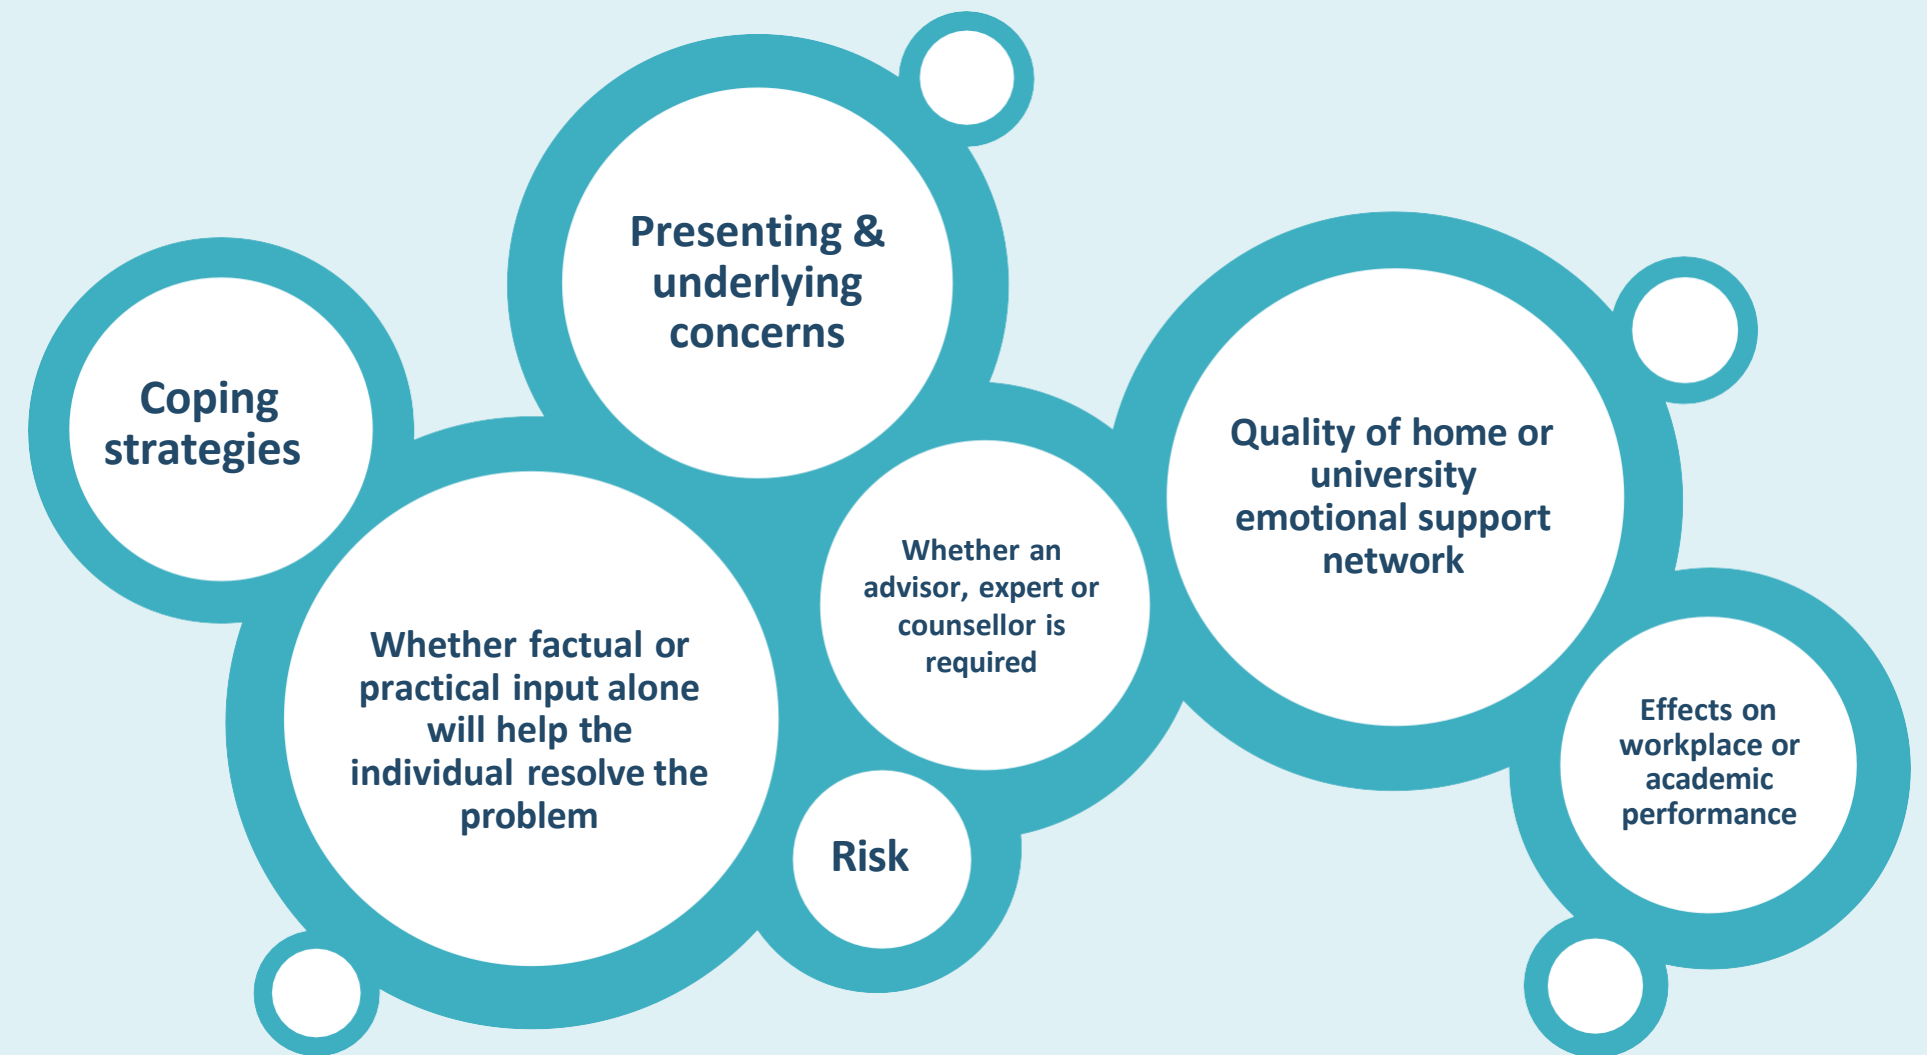 Presenting &
underlying
concerns
Coping
strategies
Quality of home or
university
emotional support
network
Whether an
advisor, expert or
counsellor is
required
Whether factual or
practical input alone
will help the
individual resolve the
problem
Effects on
workplace or
academic
performance
Risk